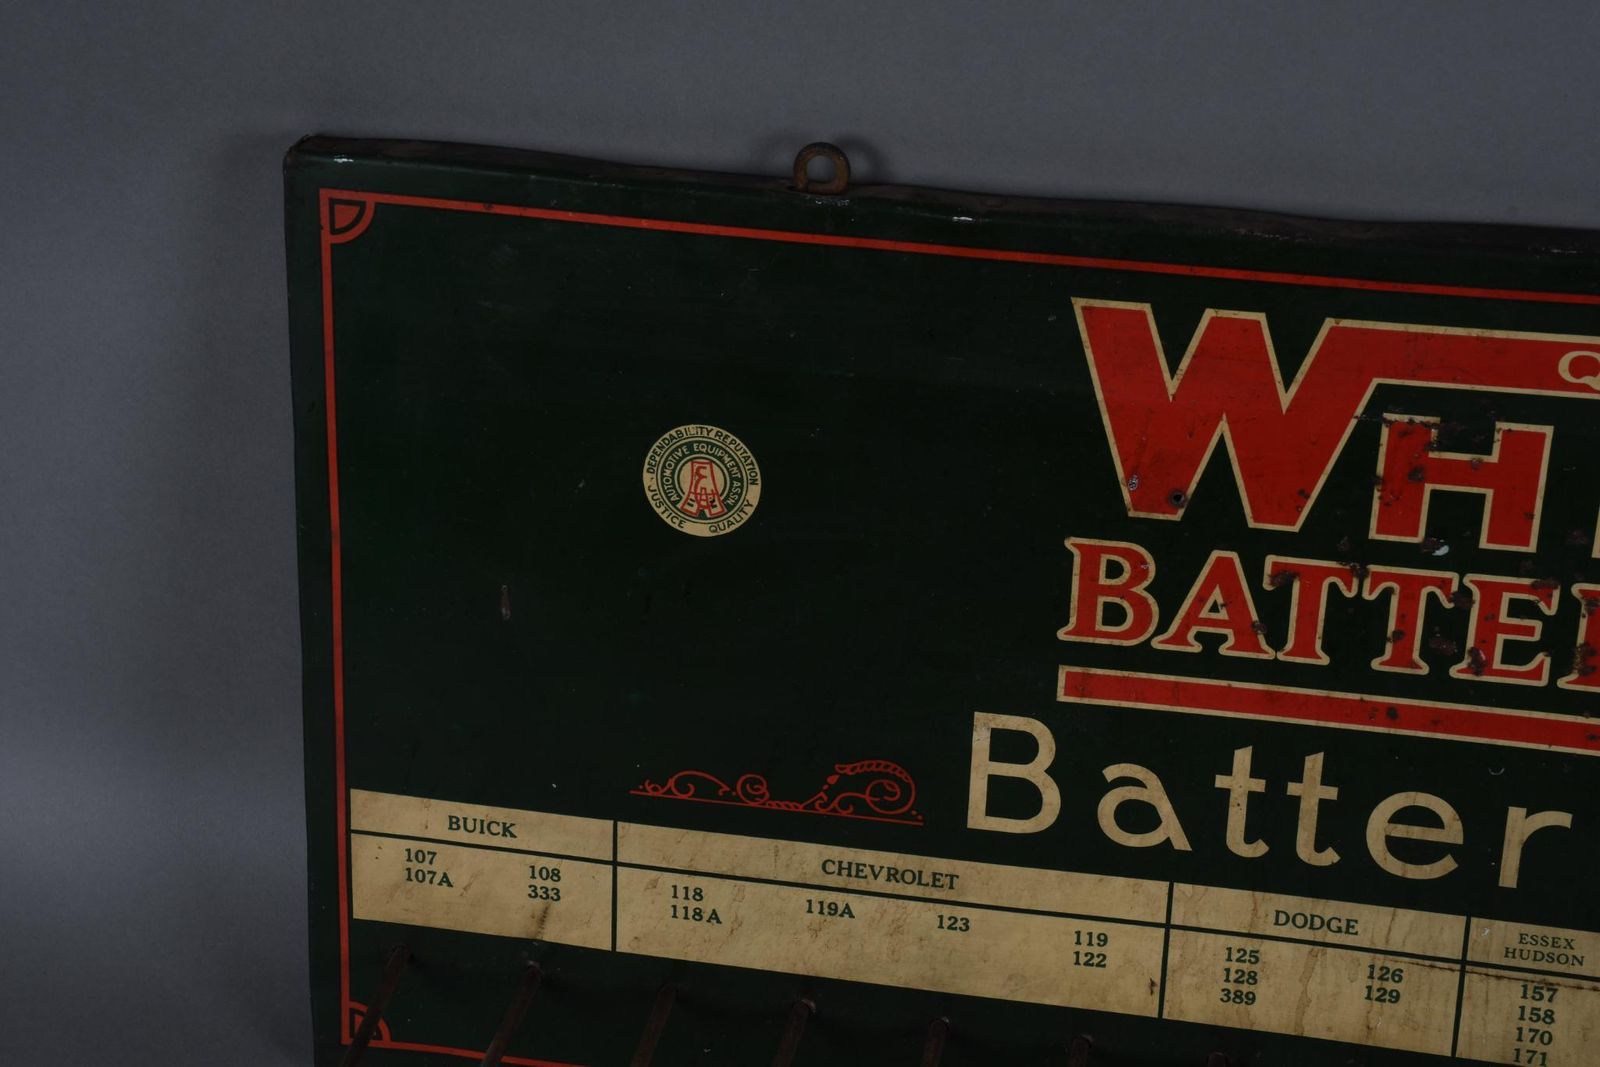 Q
WH
BATTE
Batter
DEPENDABILITY REPUTATION
AUTOMOTIVE EQUIPMENT ASSN
AEA
JUSTICE QUALITY
BUICK
107 108
107A 333
CHEVROLET
118 119A 123 119
118A 122
DODGE
125 126
128 129
389
ESSEX
HUDSON
157
158
170
171